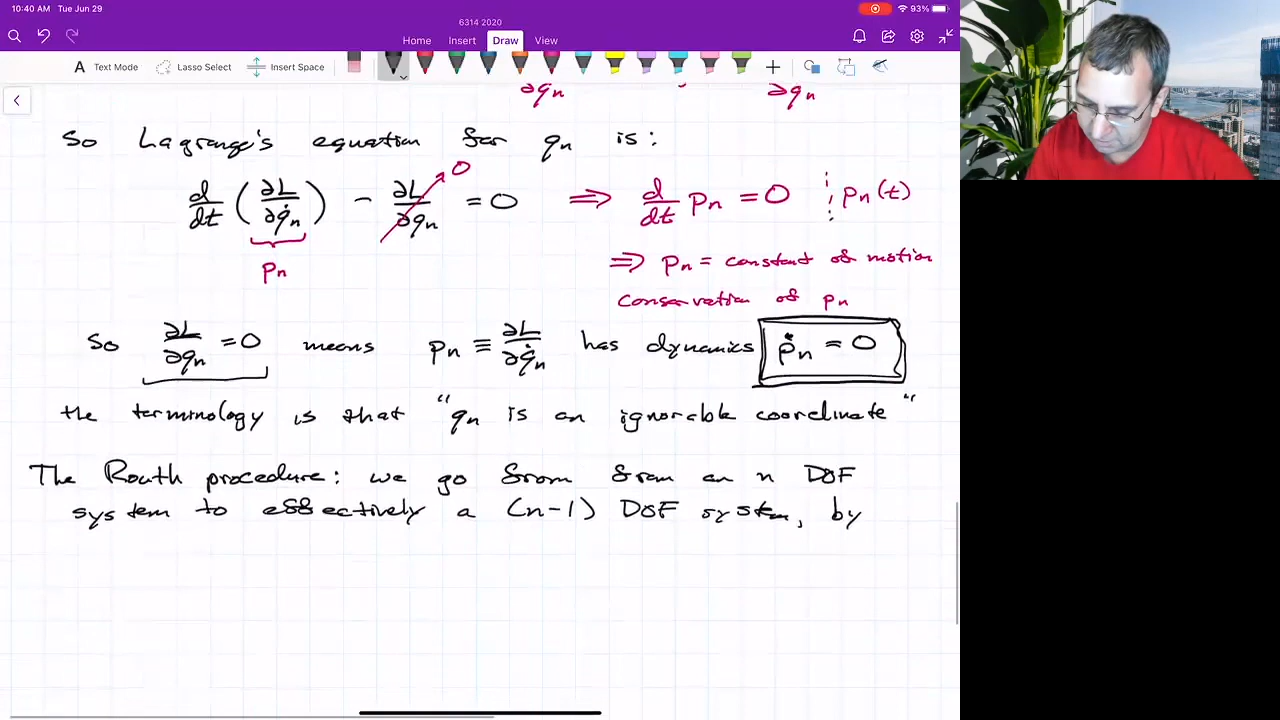 10:40 AM Tue Jun 29
93%
6314 2020
Home Insert Draw View
Text Mode Lasso Select Insert Space
∂qₙ ∂qₙ
So Lagrange's equation for qₙ is:
d/dt (∂L/∂q̇ₙ) - ∂L/∂qₙ = 0 ⇒ d/dt pₙ = 0 ; pₙ(t)
0
pₙ
⇒ pₙ = constant of motion
conservation of pₙ
So ∂L/∂qₙ = 0 means pₙ ≡ ∂L/∂q̇ₙ has dynamics ṗₙ = 0
the terminology is that "qₙ is an ignorable coordinate"
The Routh procedure: we go from from an n DOF
system to effectively a (n-1) DOF system, by